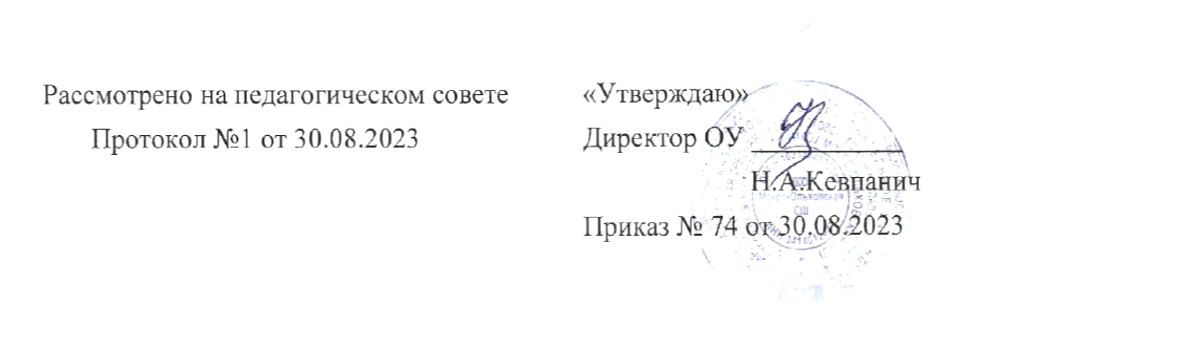 Рассмотрено на педагогическом совете
Протокол №1 от 30.08.2023
«Утверждаю»
Директор ОУ ___________
Н.А.Кевпанич
Приказ № 74 от 30.08.2023